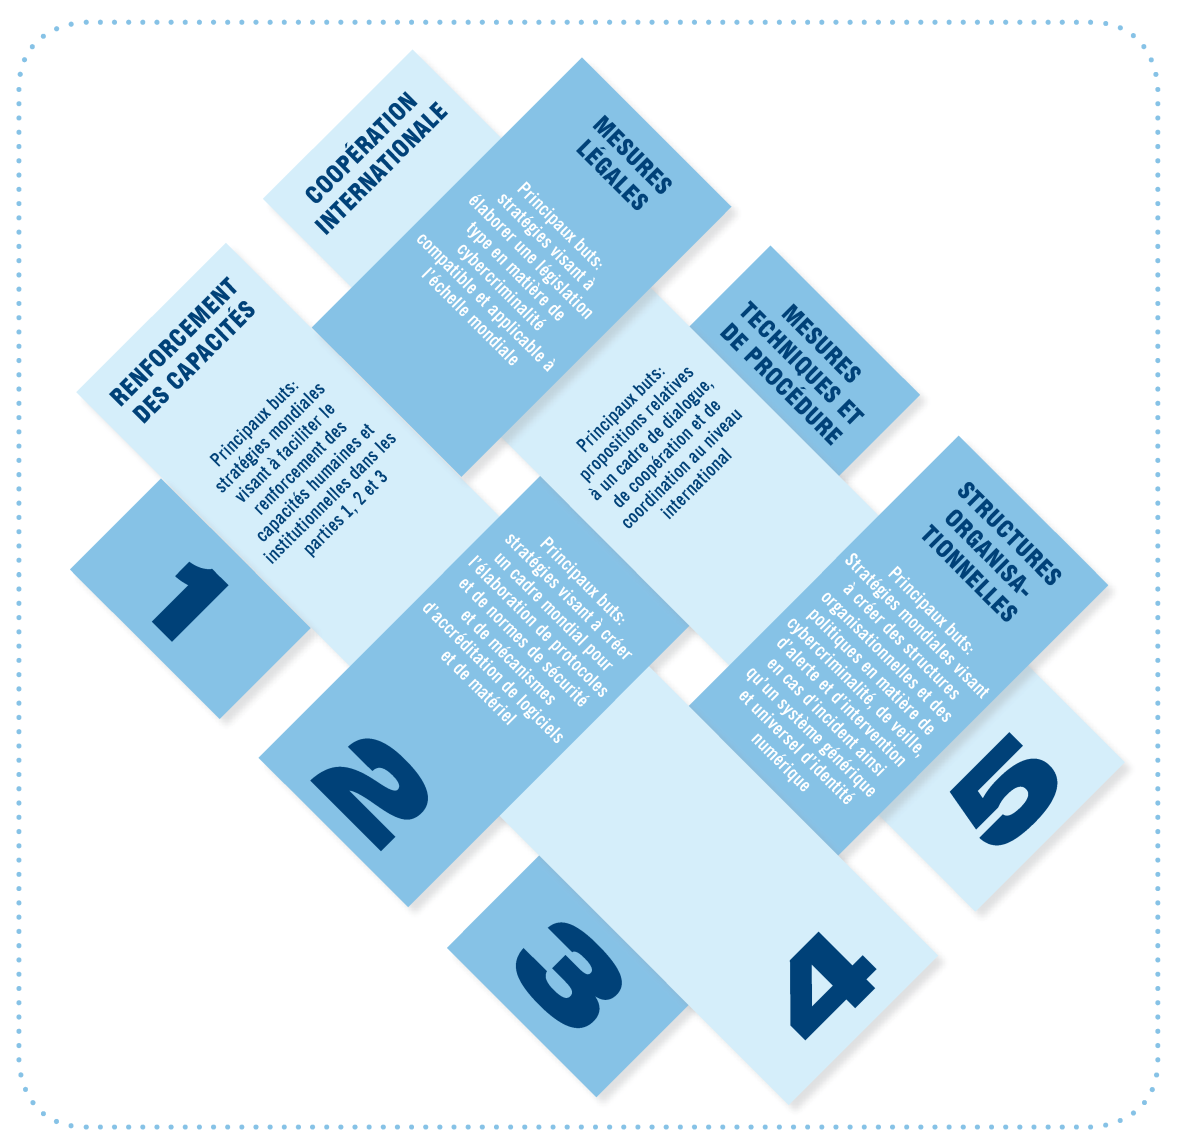 MESURES
LÉGALES
Principaux buts:
stratégies visant à
élaborer une législation
type en matière de
cybercriminalité
compatible et applicable à
l'échelle mondiale
1
MESURES
TECHNIQUES ET
DE PROCÉDURE
Principaux buts:
stratégies visant à créer
un cadre mondial pour
l'élaboration de protocoles
et de normes de sécurité
et de mécanismes
d'accréditation de logiciels
et de matériel
2
STRUCTURES
ORGANISA-
TIONNELLES
Principaux buts:
Stratégies mondiales visant
à créer des structures
organisationnelles et des
politiques en matière de
cybercriminalité, de veille,
d'alerte et d'intervention
en cas d'incident ainsi
qu'un système générique
et universel d'identité
numérique
3
RENFORCEMENT
DES CAPACITÉS
Principaux buts:
stratégies mondiales
visant à faciliter le
renforcement des
capacités humaines et
institutionnelles dans les
parties 1, 2 et 3
4
COOPÉRATION
INTERNATIONALE
Principaux buts:
propositions relatives
à un cadre de dialogue,
de coopération et de
coordination au niveau
international
5